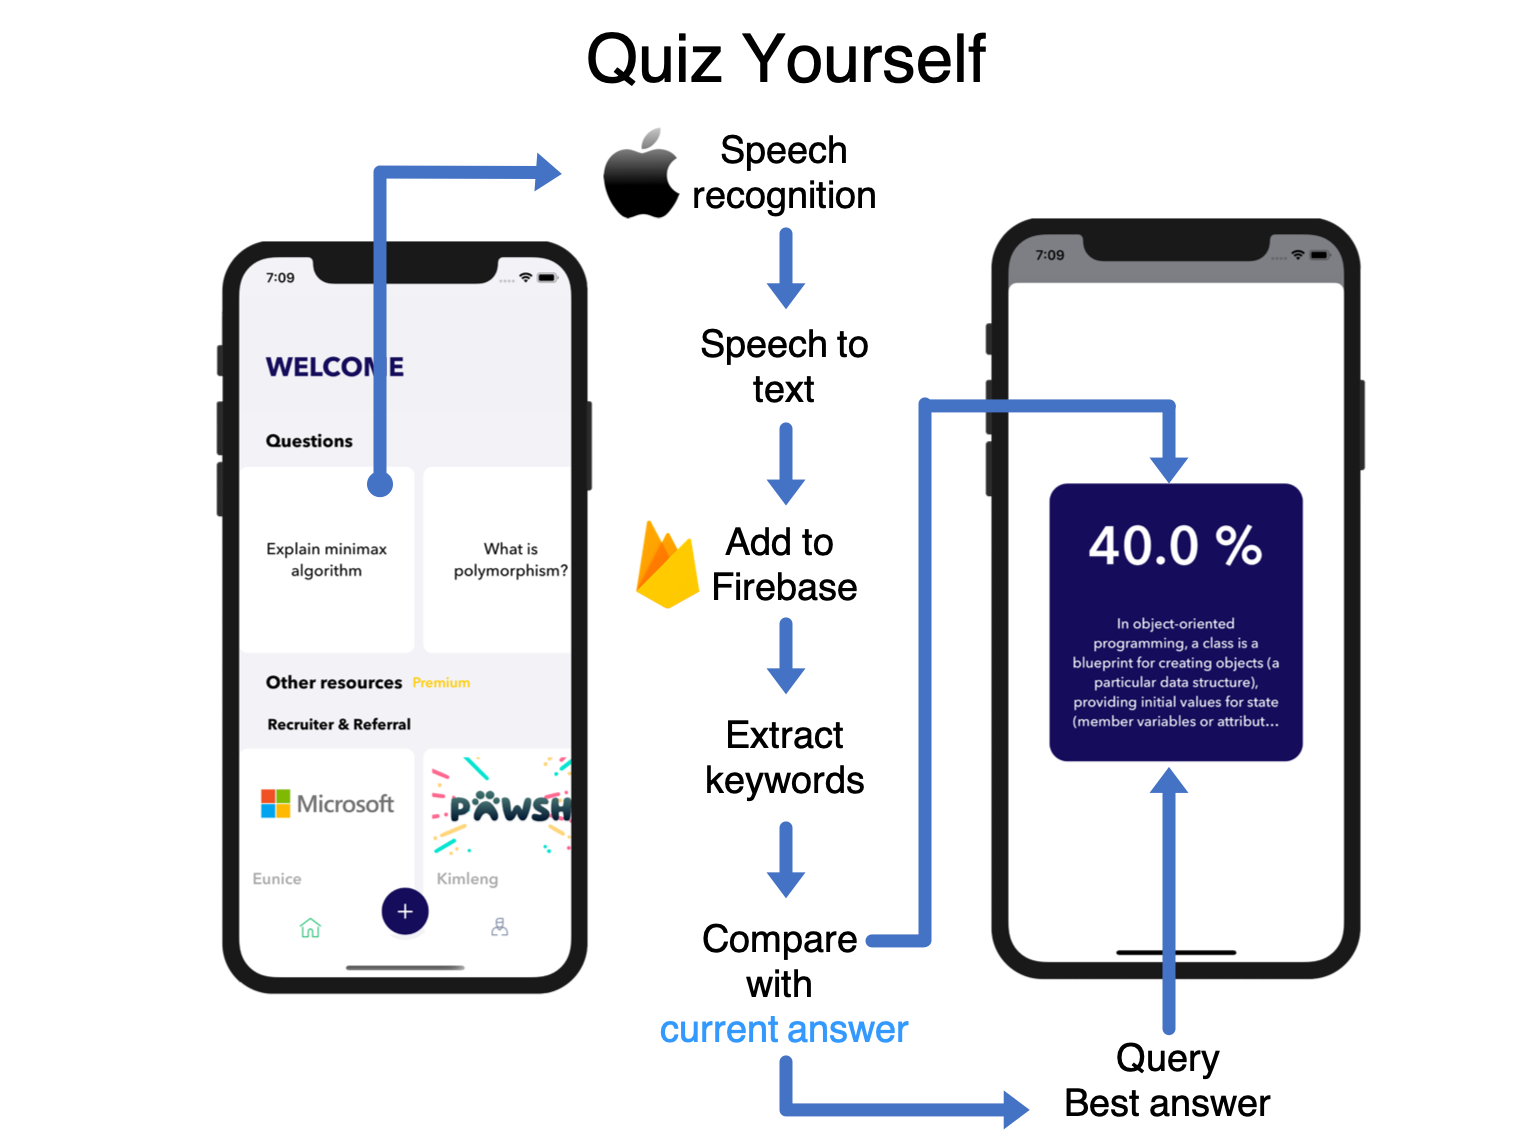 Quiz Yourself
Speech
recognition
Speech to
text
Add to
Firebase
Extract
keywords
Compare
with
current answer
Query
Best answer
7:09
WELCOME
Questions
Explain minimax
algorithm
What is
polymorphism?
Other resources Premium
Recruiter & Referral
Microsoft
PAWSH
Eunice
Kimleng
+
7:09
40.0 %
In object-oriented
programming, a class is a
blueprint for creating objects (a
particular data structure),
providing initial values for state
(member variables or attribut...